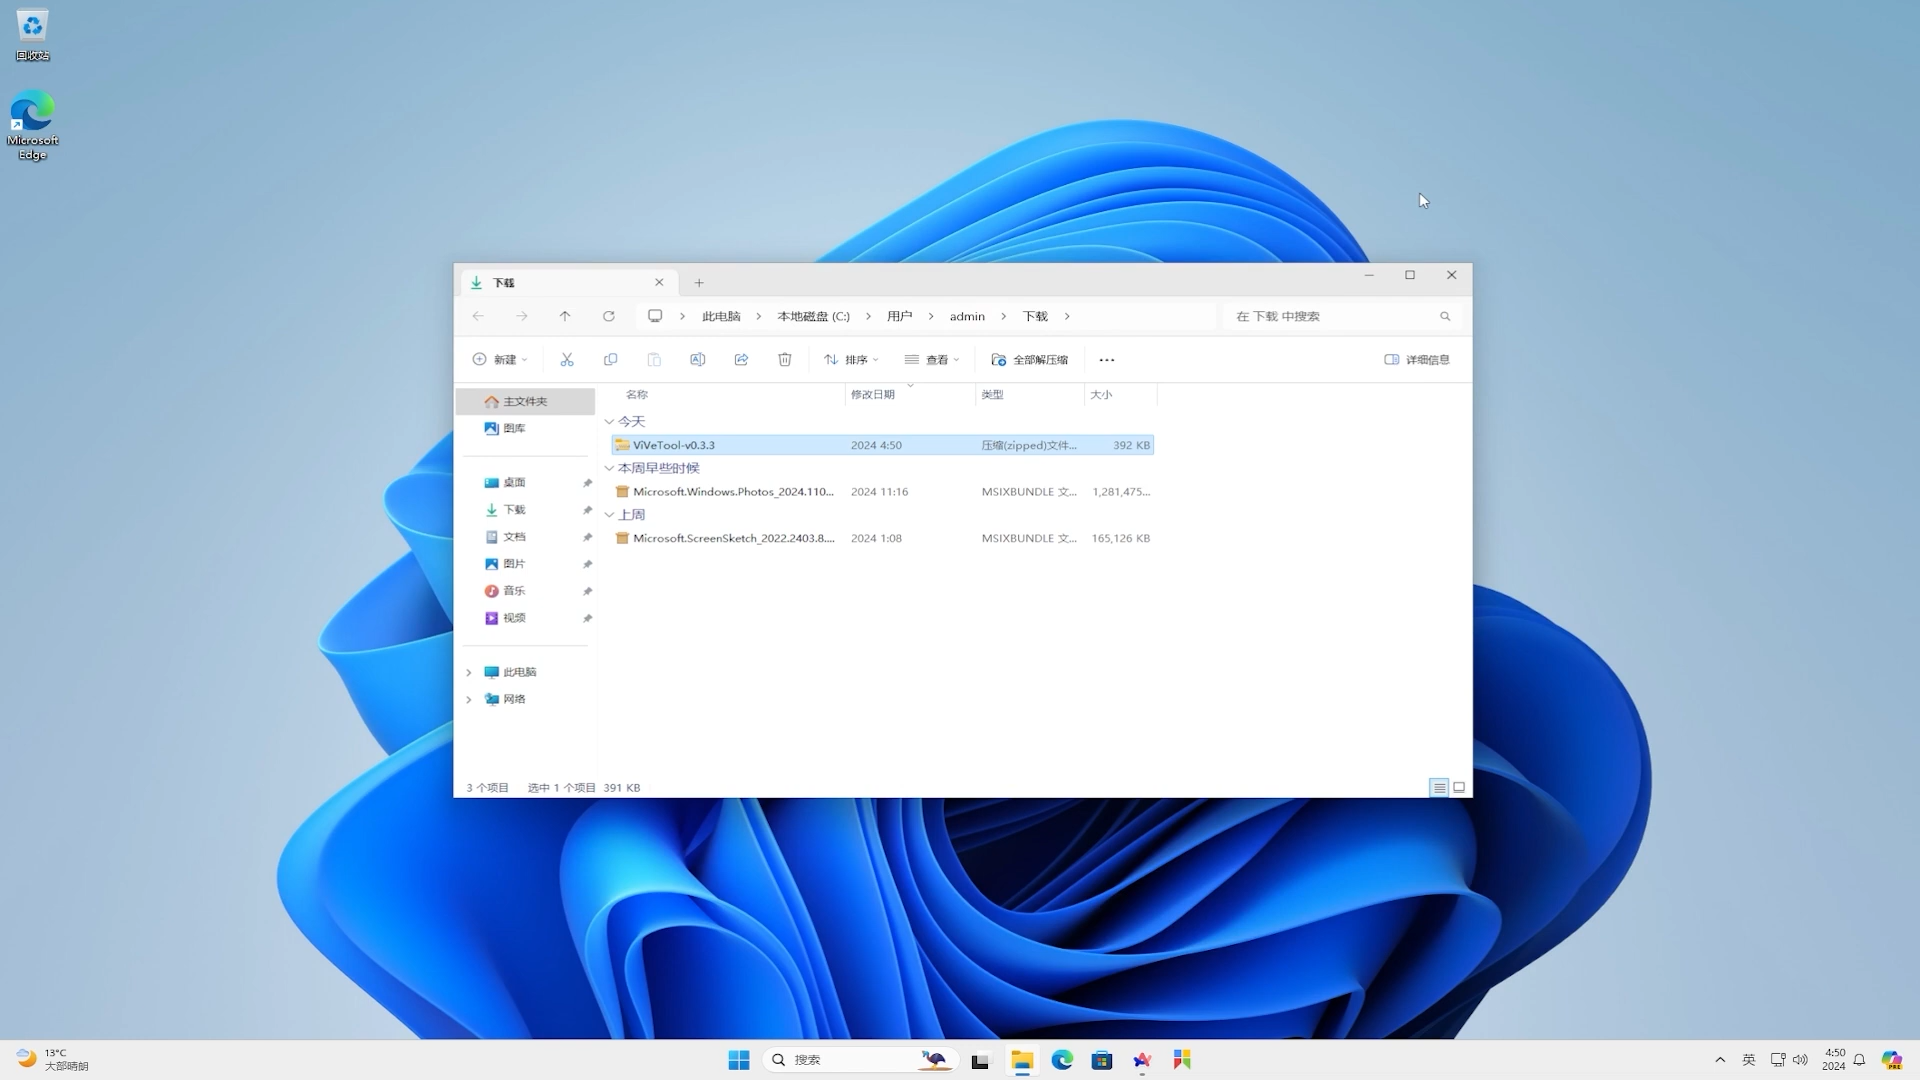 回收站
Microsoft
Edge
下载
此电脑
本地磁盘 (C:)
用户
admin
下载
在 下载 中搜索
新建
排序
查看
全部解压缩
详细信息
主文件夹
图库
桌面
下载
文档
图片
音乐
视频
此电脑
网络
名称 修改日期 类型 大小
今天
ViVeTool-v0.3.3 2024 4:50 压缩(zipped)文件... 392 KB
本周早些时候
Microsoft.Windows.Photos_2024.110... 2024 11:16 MSIXBUNDLE 文... 1,281,475...
上周
Microsoft.ScreenSketch_2022.2403.8.... 2024 1:08 MSIXBUNDLE 文... 165,126 KB
3 个项目 选中 1 个项目 391 KB
13°C
大部晴朗
搜索
英
4:50
2024
PRE